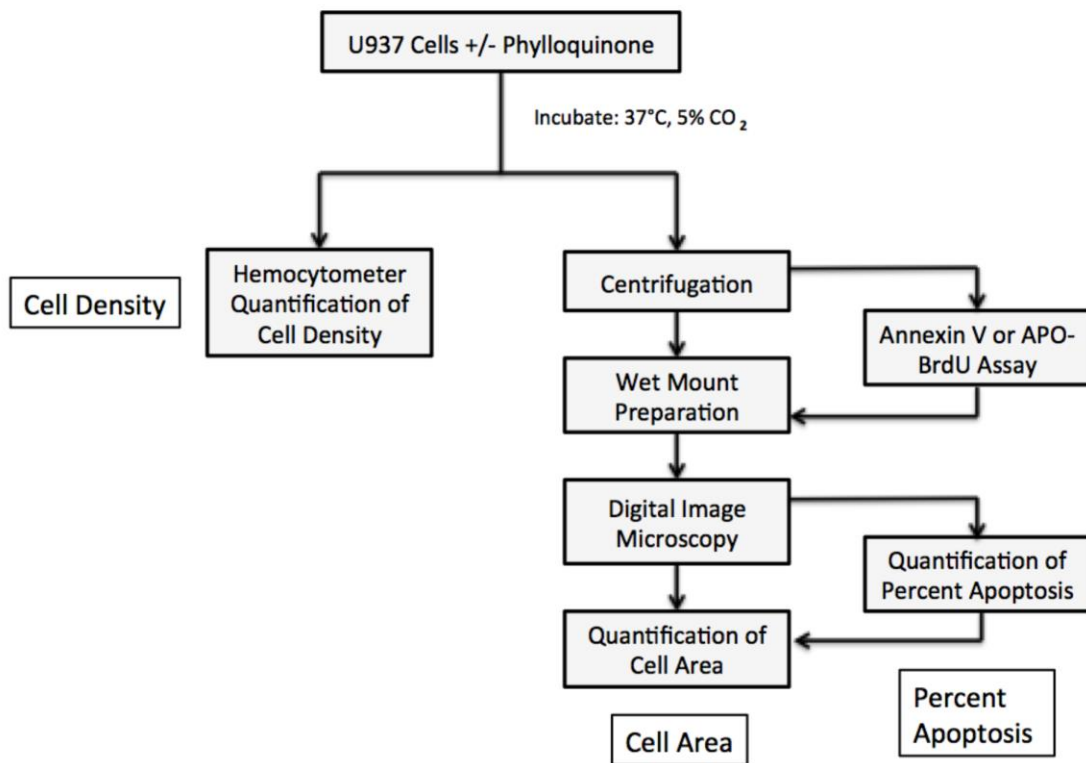 U937 Cells +/- Phylloquinone
Incubate: 37°C, 5% CO₂
Cell Density
Hemocytometer
Quantification of
Cell Density
Centrifugation
Annexin V or APO-
BrdU Assay
Wet Mount
Preparation
Digital Image
Microscopy
Quantification of
Percent Apoptosis
Quantification of
Cell Area
Cell Area
Percent
Apoptosis